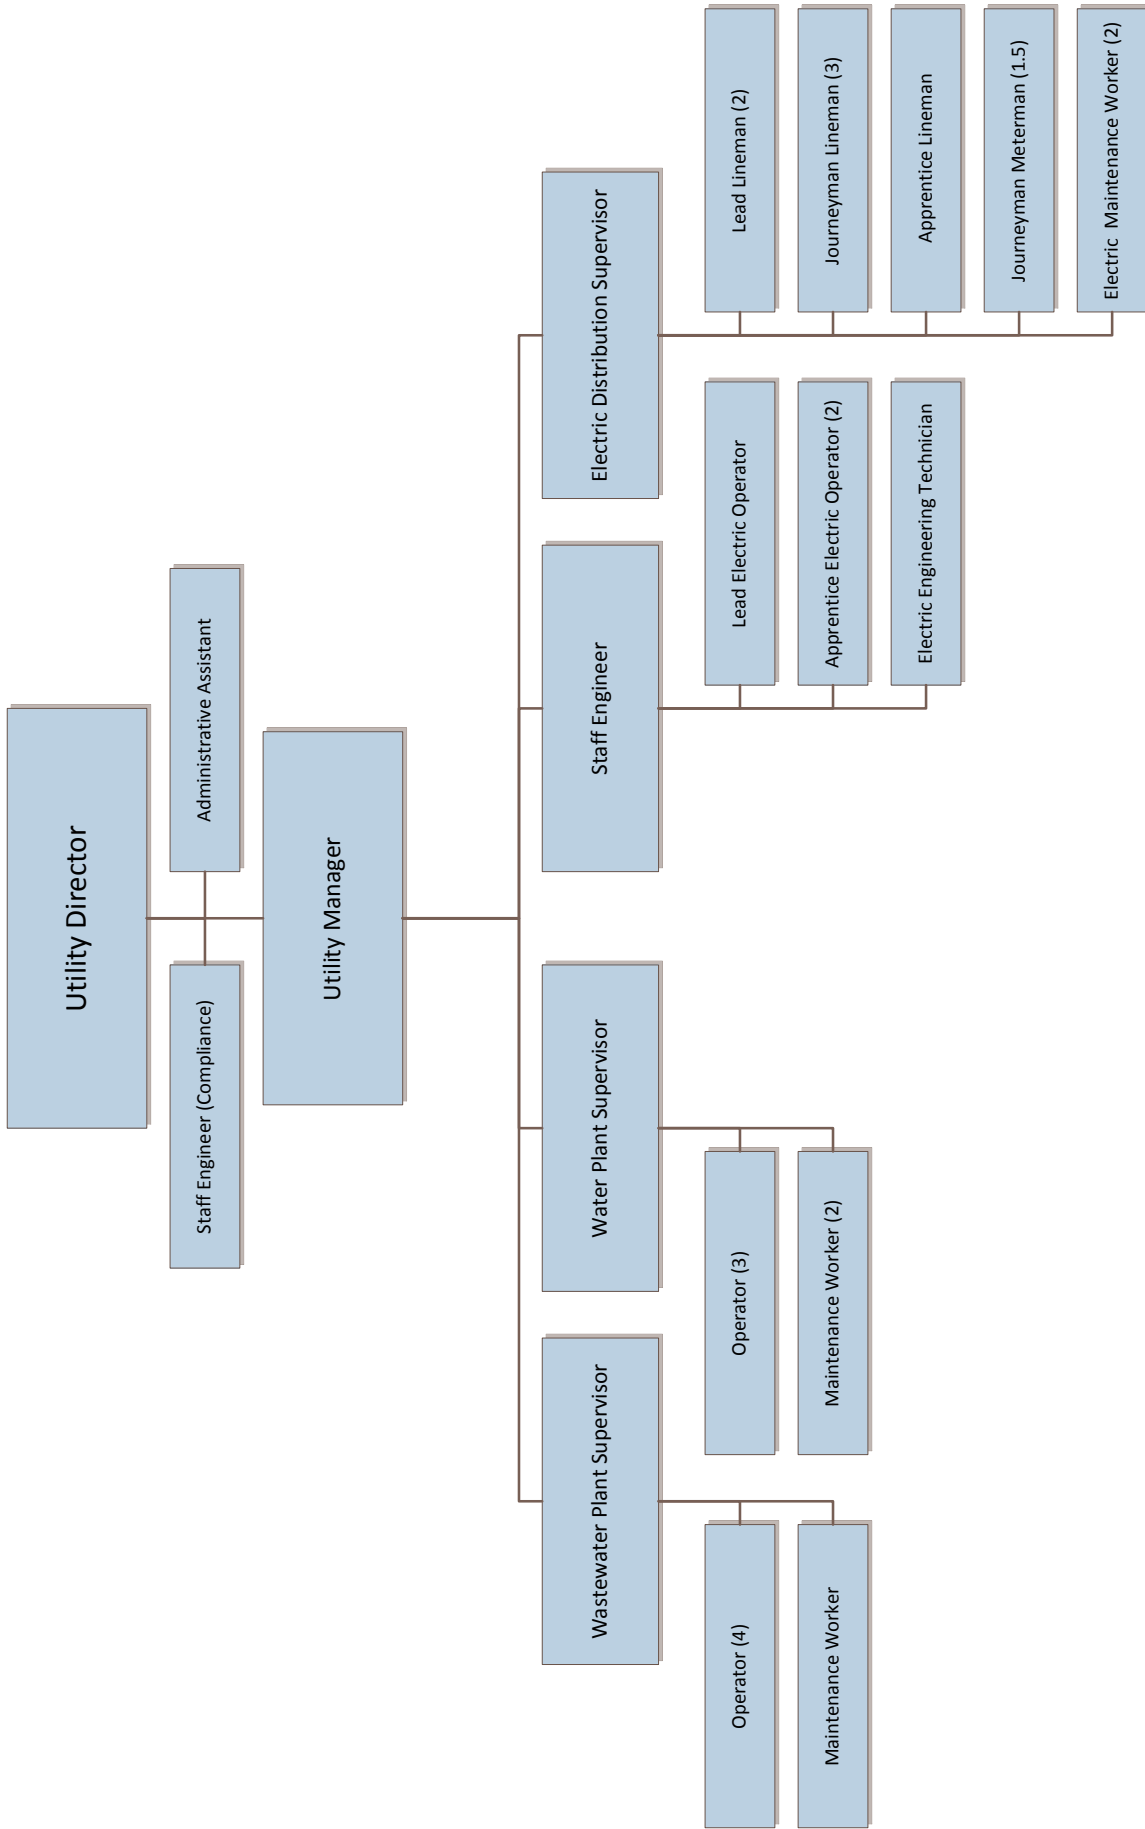 Utility Director
Staff Engineer (Compliance)
Administrative Assistant
Utility Manager
Wastewater Plant Supervisor
Operator (4)
Maintenance Worker
Water Plant Supervisor
Operator (3)
Maintenance Worker (2)
Staff Engineer
Lead Electric Operator
Apprentice Electric Operator (2)
Electric Engineering Technician
Electric Distribution Supervisor
Lead Lineman (2)
Journeyman Lineman (3)
Apprentice Lineman
Journeyman Meterman (1.5)
Electric Maintenance Worker (2)